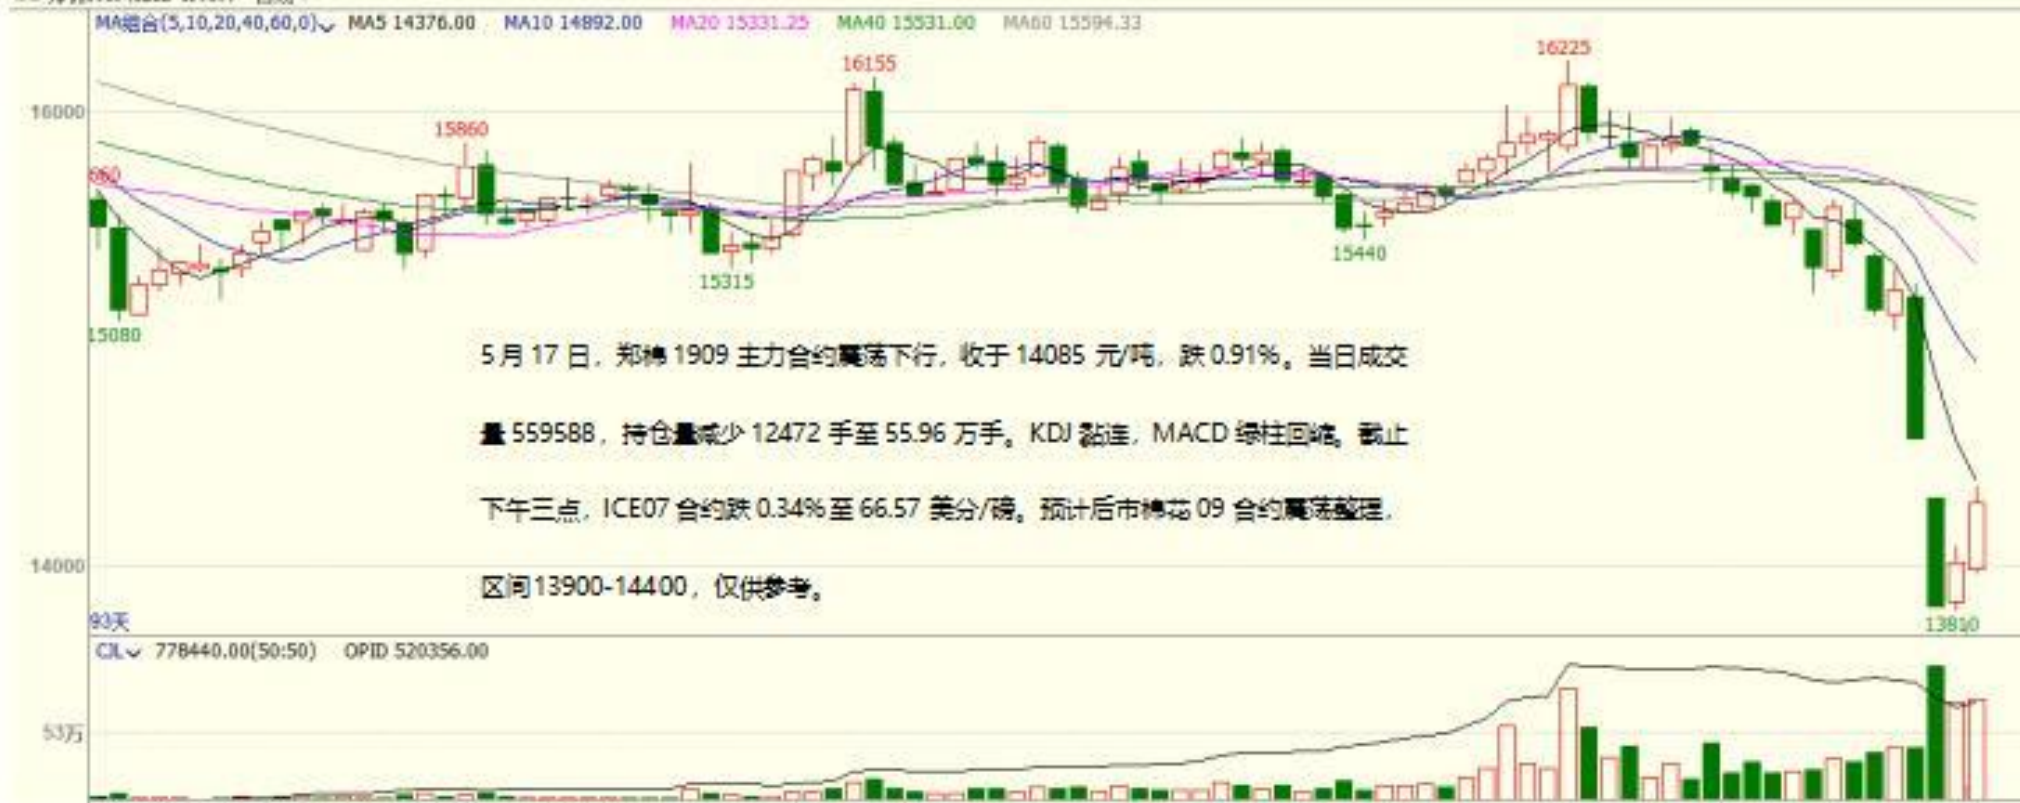 MA组合(5,10,20,40,60,0) MA5 14376.00 MA10 14892.00 MA20 15331.25 MA40 15531.00 MA60 15594.33
16225
16155
16000
15860
660
15440
15315
15080
5月17日，郑棉1909主力合约震荡下行，收于14085 元/吨，跌0.91%。当日成交
量559588，持仓量减少12472手至55.96万手。KDJ黏连，MACD绿柱回缩。截止
下午三点，ICE07合约跌0.34%至66.57 美分/磅。预计后市棉花09合约震荡整理，
14000
区间13900-14400，仅供参考。
93天
13810
CJL 778440.00(50:50) OPID 520356.00
53万